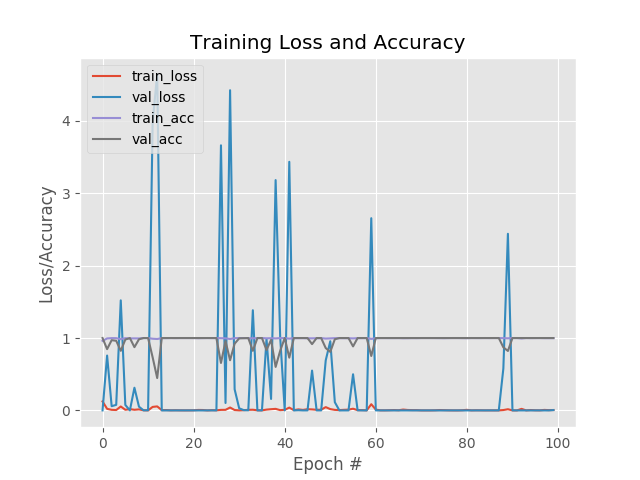 Training Loss and Accuracy
train_loss
val_loss
train_acc
val_acc
Loss/Accuracy
4
3
2
1
0
0 20 40 60 80 100
Epoch #